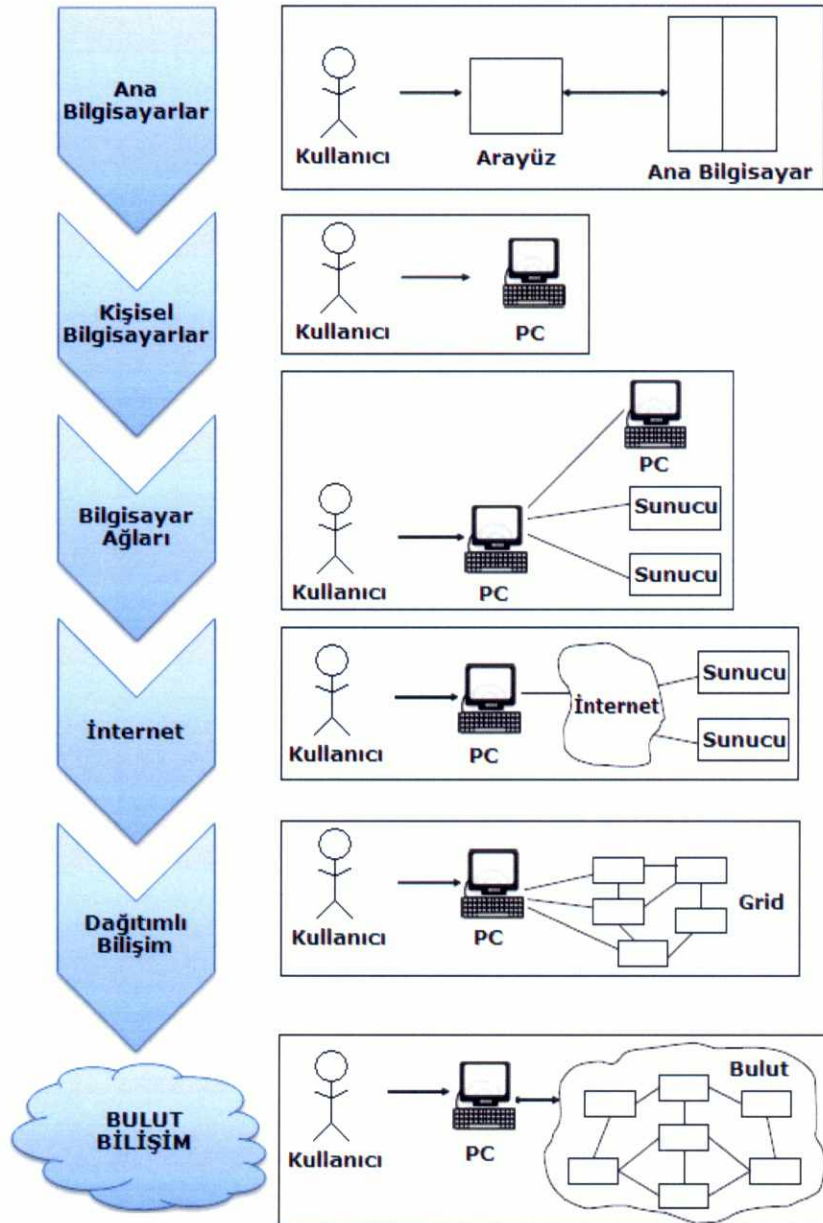 Ana
Bilgisayarlar
Kullanıcı
Arayüz
Ana Bilgisayar
Kişisel
Bilgisayarlar
Kullanıcı
PC
Bilgisayar
Ağları
PC
Sunucu
Sunucu
Kullanıcı
PC
İnternet
Kullanıcı
PC
İnternet
Sunucu
Sunucu
Dağıtımlı
Bilişim
Kullanıcı
PC
Grid
BULUT
BİLİŞİM
Kullanıcı
PC
Bulut